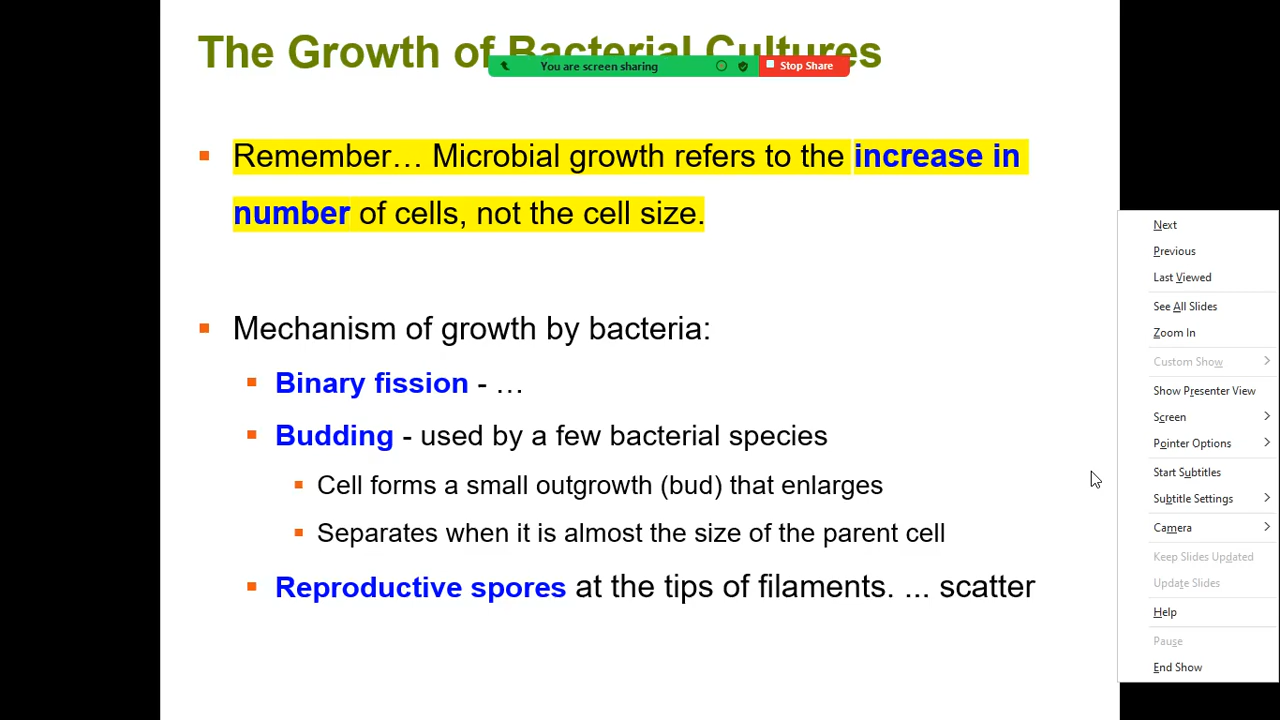 The Growth of Bacterial Cultures
You are screen sharing
Stop Share
Remember… Microbial growth refers to the increase in
number of cells, not the cell size.
Mechanism of growth by bacteria:
Binary fission - …
Budding - used by a few bacterial species
Cell forms a small outgrowth (bud) that enlarges
Separates when it is almost the size of the parent cell
Reproductive spores at the tips of filaments. ... scatter
Next
Previous
Last Viewed
See All Slides
Zoom In
Custom Show
Show Presenter View
Screen
Pointer Options
Start Subtitles
Subtitle Settings
Camera
Keep Slides Updated
Update Slides
Help
Pause
End Show